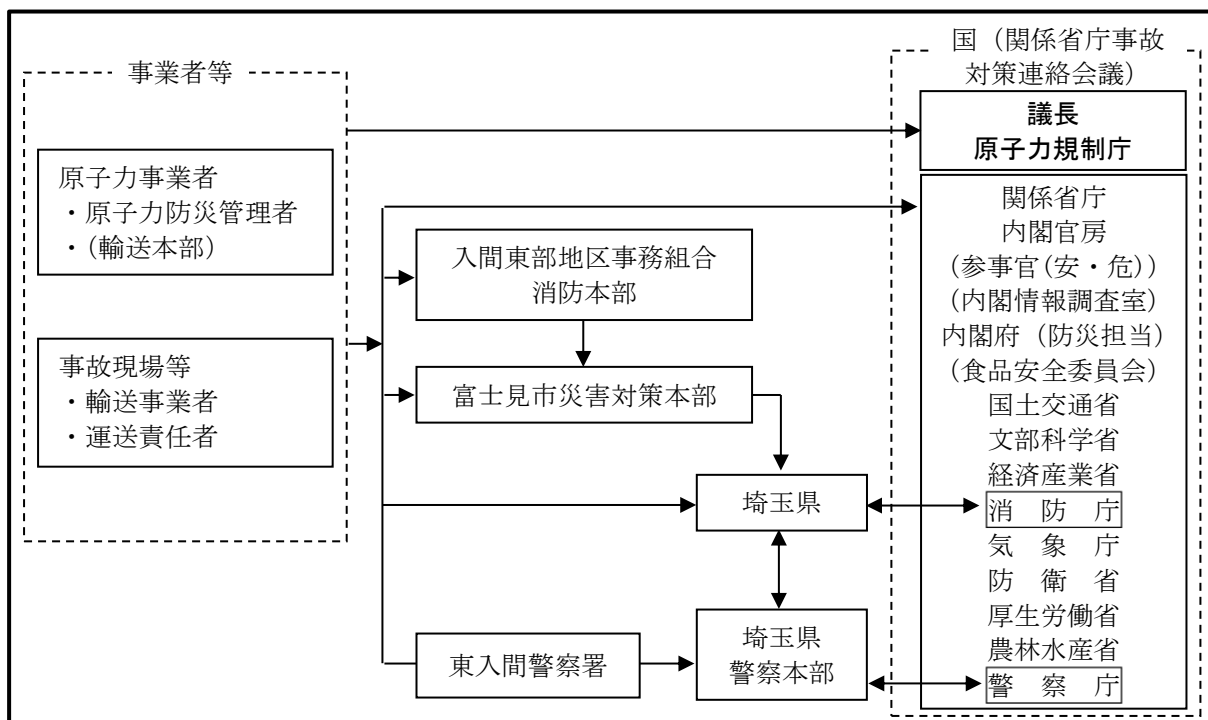 事業者等
原子力事業者
・原子力防災管理者
・(輸送本部)
事故現場等
・輸送事業者
・運送責任者
入間東部地区事務組合
消防本部
富士見市災害対策本部
埼玉県
東入間警察署
埼玉県
警察本部
国（関係省庁事故
対策連絡会議）
議長
原子力規制庁
関係省庁
内閣官房
(参事官(安・危))
(内閣情報調査室)
内閣府（防災担当）
(食品安全委員会)
国土交通省
文部科学省
経済産業省
消　防　庁
気　象　庁
防　衛　省
厚生労働省
農林水産省
警　察　庁